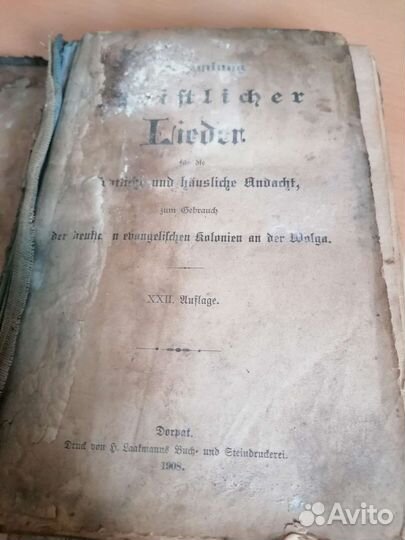 Lieder
für die
und häusliche Andacht,
zum Gebrauch
der evangelischen Kolonien an der Wolga.
XXII. Auflage.
Dorpat.
Druck von H. Laakmanns Buch- und Steindruckerei.
1908.
Avito